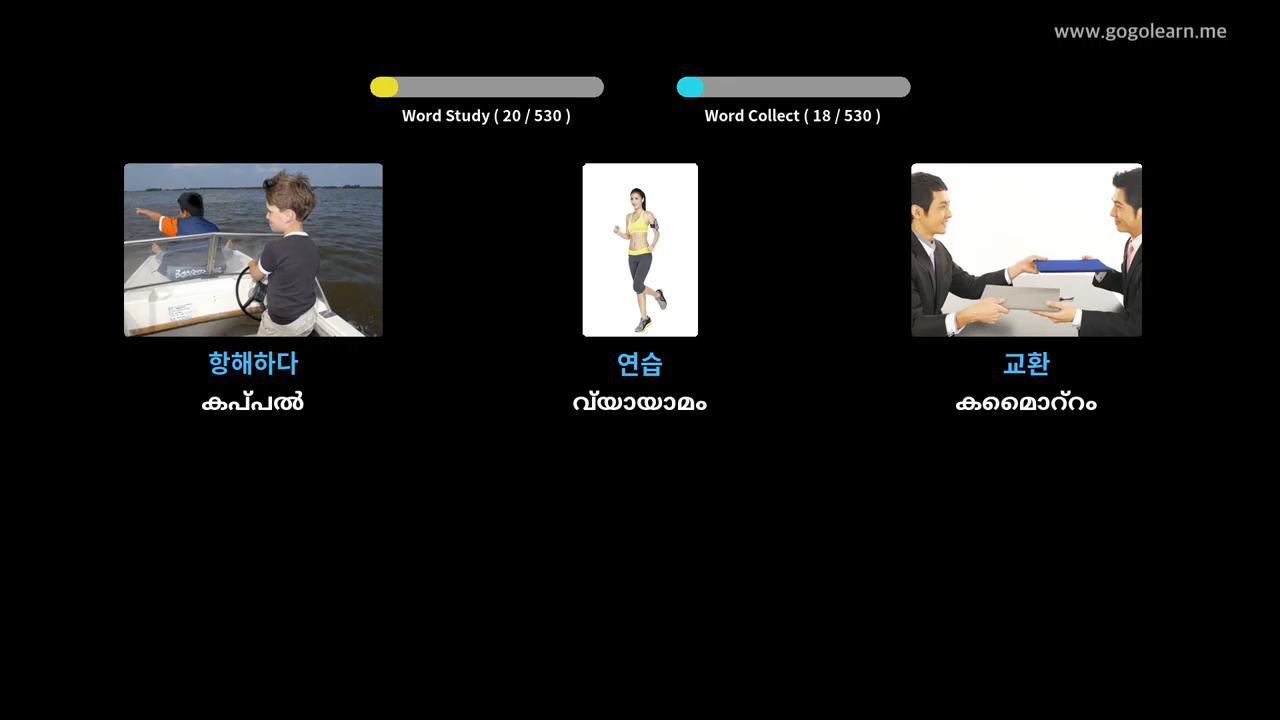 www.gogolearn.me
Word Study ( 20 / 530 )
Word Collect ( 18 / 530 )
항해하다
연습
교환
കപ്പൽ
വ്യായാമം
കൈമാറ്റം